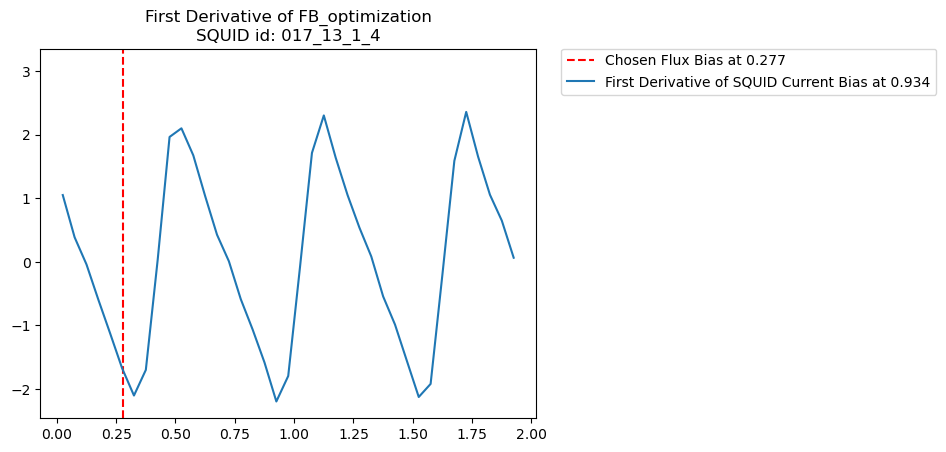 First Derivative of FB_optimization
SQUID id: 017_13_1_4
Chosen Flux Bias at 0.277
First Derivative of SQUID Current Bias at 0.934
3
2
1
0
−1
−2
0.00 0.25 0.50 0.75 1.00 1.25 1.50 1.75 2.00